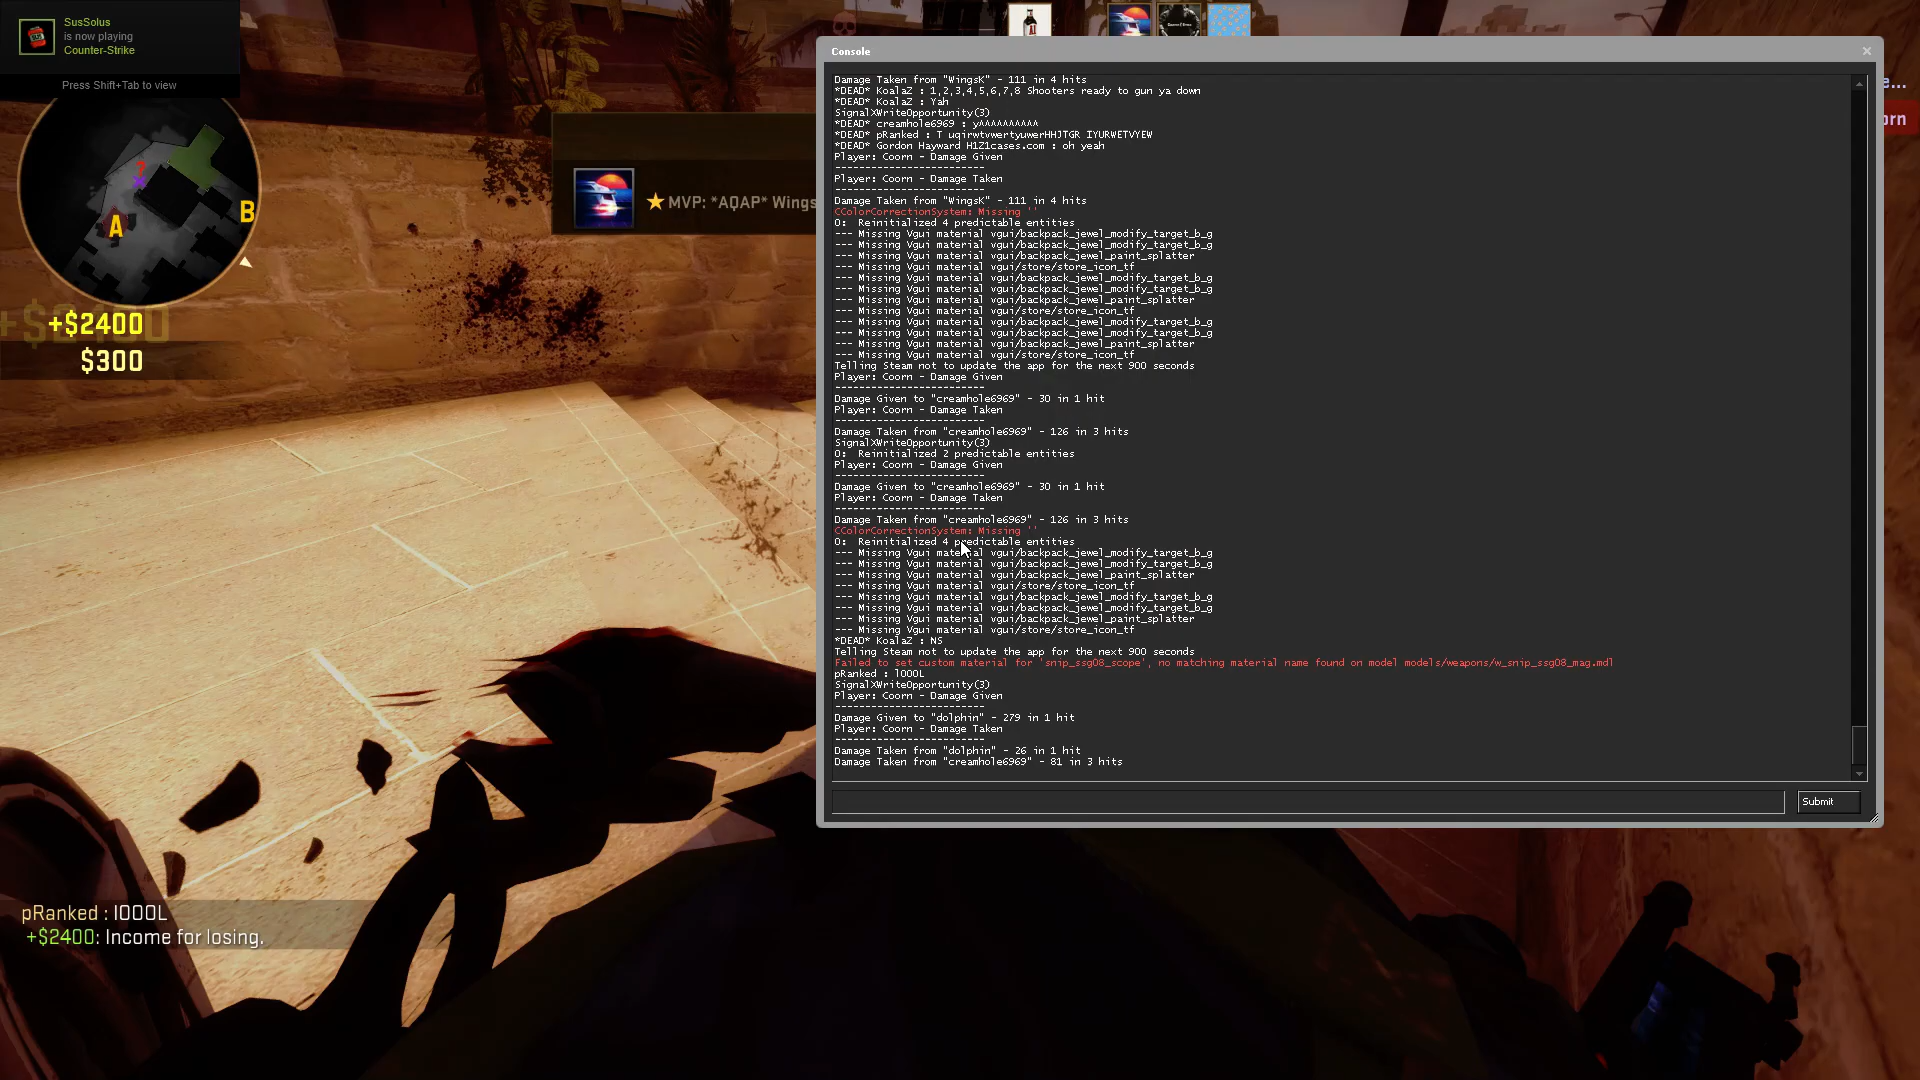 SusSolus
is now playing
Counter-Strike
Press Shift+Tab to view
A
B
?
+$2400
$300
MVP: *AQAP* Wings
pRanked : lOOOL
+$2400: Income for losing.
Console
Damage Taken from "WingsK" - 111 in 4 hits
*DEAD* KoalaZ : 1,2,3,4,5,6,7,8 Shooters ready to gun ya down
*DEAD* KoalaZ : Yah
SignalXWriteOpportunity(3)
*DEAD* creamhole6969 : yAAAAAAAAAA
*DEAD* pRanked : T uqirwtvwertyuwerHHJTGR IYURWETVYEW
*DEAD* Gordon Hayward H1Z1cases.com : oh yeah
Player: Coorn - Damage Given
-------------------------
Player: Coorn - Damage Taken
-------------------------
Damage Taken from "WingsK" - 111 in 4 hits
CColorCorrectionSystem: Missing ''
0:  Reinitialized 4 predictable entities
--- Missing Vgui material vgui/backpack_jewel_modify_target_b_g
--- Missing Vgui material vgui/backpack_jewel_modify_target_b_g
--- Missing Vgui material vgui/backpack_jewel_paint_splatter
--- Missing Vgui material vgui/store/store_icon_tf
--- Missing Vgui material vgui/backpack_jewel_modify_target_b_g
--- Missing Vgui material vgui/backpack_jewel_modify_target_b_g
--- Missing Vgui material vgui/backpack_jewel_paint_splatter
--- Missing Vgui material vgui/store/store_icon_tf
--- Missing Vgui material vgui/backpack_jewel_modify_target_b_g
--- Missing Vgui material vgui/backpack_jewel_modify_target_b_g
--- Missing Vgui material vgui/backpack_jewel_paint_splatter
--- Missing Vgui material vgui/store/store_icon_tf
Telling Steam not to update the app for the next 900 seconds
Player: Coorn - Damage Given
-------------------------
Damage Given to "creamhole6969" - 30 in 1 hit
Player: Coorn - Damage Taken
-------------------------
Damage Taken from "creamhole6969" - 126 in 3 hits
SignalXWriteOpportunity(3)
0:  Reinitialized 2 predictable entities
Player: Coorn - Damage Given
-------------------------
Damage Given to "creamhole6969" - 30 in 1 hit
Player: Coorn - Damage Taken
-------------------------
Damage Taken from "creamhole6969" - 126 in 3 hits
CColorCorrectionSystem: Missing ''
0:  Reinitialized 4 predictable entities
--- Missing Vgui material vgui/backpack_jewel_modify_target_b_g
--- Missing Vgui material vgui/backpack_jewel_modify_target_b_g
--- Missing Vgui material vgui/backpack_jewel_paint_splatter
--- Missing Vgui material vgui/store/store_icon_tf
--- Missing Vgui material vgui/backpack_jewel_modify_target_b_g
--- Missing Vgui material vgui/backpack_jewel_modify_target_b_g
--- Missing Vgui material vgui/backpack_jewel_paint_splatter
--- Missing Vgui material vgui/store/store_icon_tf
*DEAD* KoalaZ : NS
Telling Steam not to update the app for the next 900 seconds
Failed to set custom material for 'snip_ssg08_scope', no matching material name found on model models/weapons/w_snip_ssg08_mag.mdl
pRanked : lOOOL
SignalXWriteOpportunity(3)
Player: Coorn - Damage Given
-------------------------
Damage Given to "dolphin" - 279 in 1 hit
Player: Coorn - Damage Taken
-------------------------
Damage Taken from "dolphin" - 26 in 1 hit
Damage Taken from "creamhole6969" - 81 in 3 hits
Submit
e...
orn